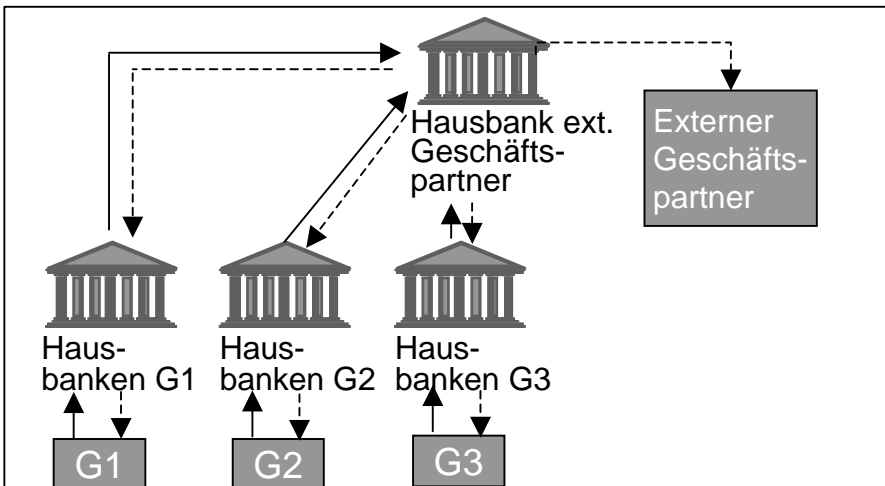 Hausbank ext.
Geschäfts-
partner
Externer
Geschäfts-
partner
Haus-
banken G1
Haus-
banken G2
Haus-
banken G3
G1
G2
G3